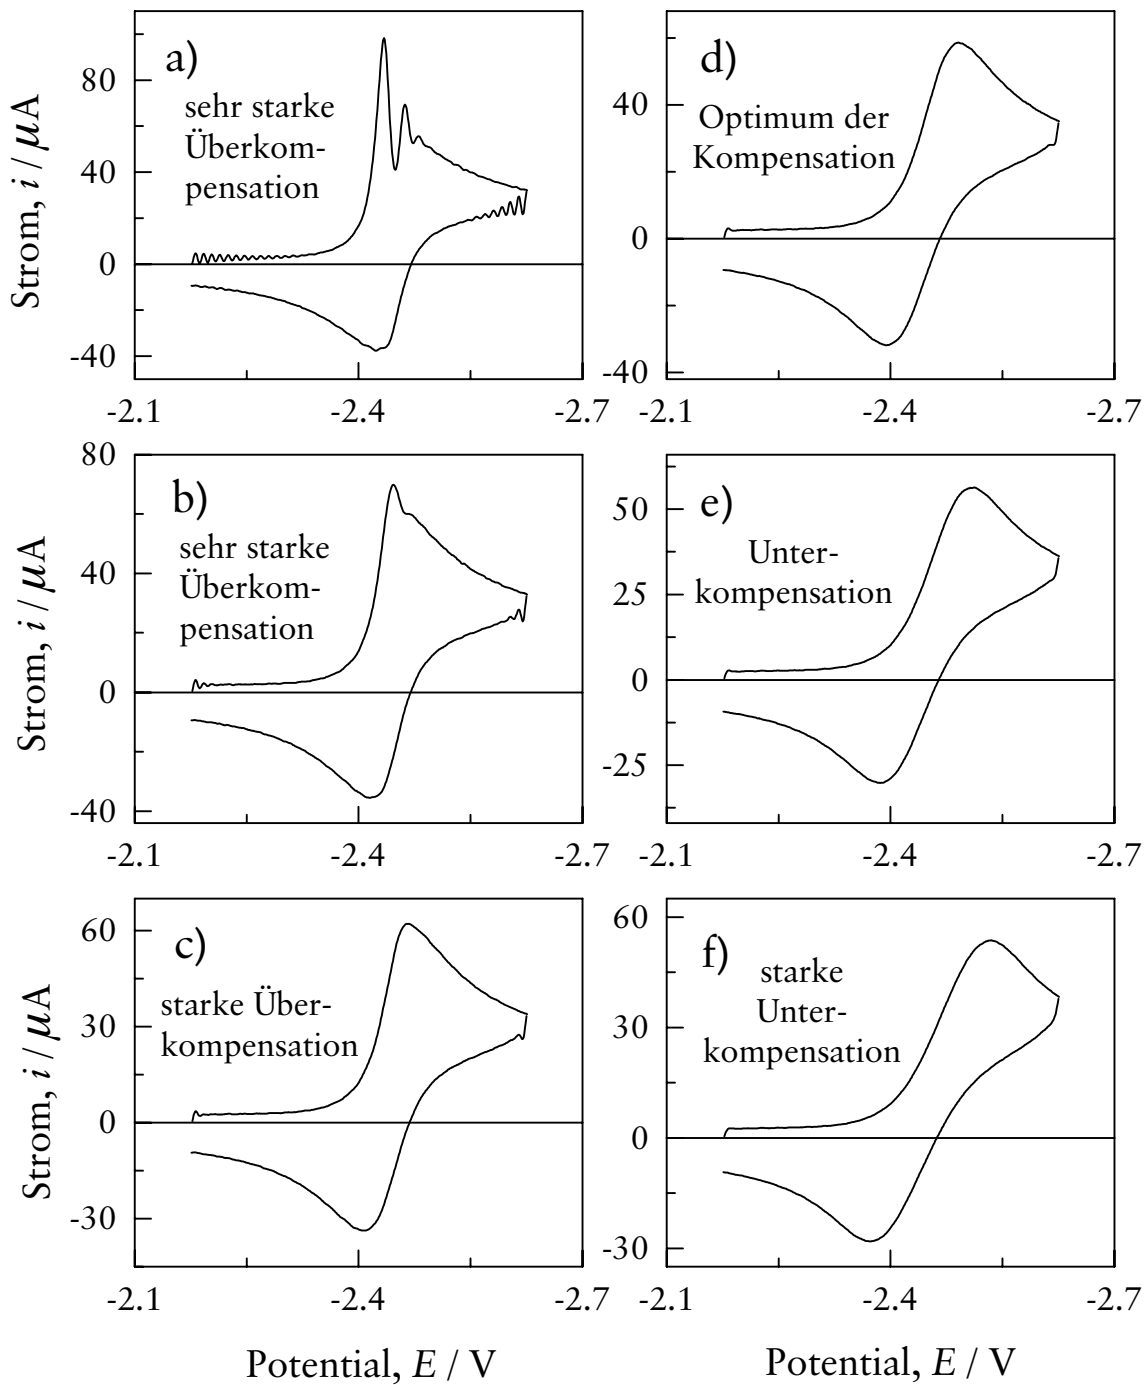 a)
sehr starke
Überkom-
pensation
80
40
0
-40
-2.1
-2.4
-2.7
Strom, i / μA
d)
Optimum der
Kompensation
40
0
-40
-2.1
-2.4
-2.7
b)
sehr starke
Überkom-
pensation
80
40
0
-40
-2.1
-2.4
-2.7
Strom, i / μA
e)
Unter-
kompensation
50
25
0
-25
-2.1
-2.4
-2.7
c)
starke Über-
kompensation
60
30
0
-30
-2.1
-2.4
-2.7
Strom, i / μA
Potential, E / V
f)
starke
Unter-
kompensation
60
30
0
-30
-2.1
-2.4
-2.7
Potential, E / V